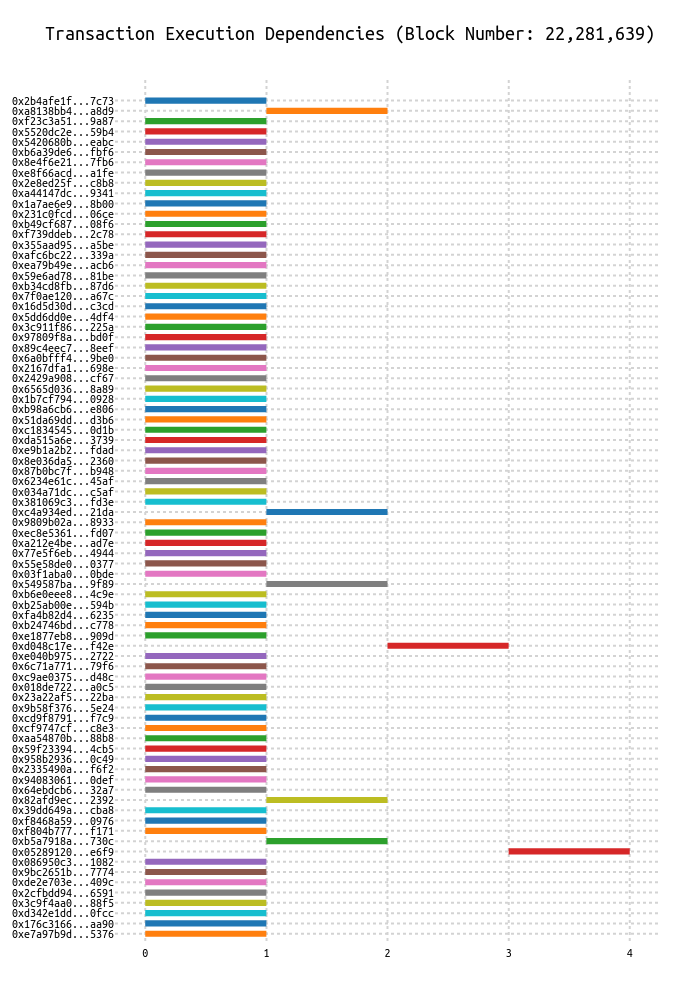 Transaction Execution Dependencies (Block Number: 22,281,639)
0x2b4afe1f...7c73
0xa8138bb4...a8d9
0xf23c3a51...9a87
0x5520dc2e...59b4
0x5420680b...eabc
0xb6a39de6...fbf6
0x8e4f6e21...7fb6
0xe8f66acd...a1fe
0x2e8ed25f...c8b8
0xa44147dc...9341
0x1a7ae6e9...8b00
0x231c0fcd...06ce
0xb49cf687...08f6
0xf739ddeb...2c78
0x355aad95...a5be
0xafc6bc22...339a
0xea79b49e...acb6
0x59e6ad78...81be
0xb34cd8fb...87d6
0x7f0ae120...a67c
0x16d5d30d...c3cd
0x5dd6dd0e...4df4
0x3c911f86...225a
0x97809f8a...bd0f
0x89c4eec7...8eef
0x6a0bfff4...9be0
0x2167dfa1...698e
0x2429a908...cf67
0x6565d036...8a89
0x1b7cf794...0928
0xb98a6cb6...e806
0x51da69dd...d3b6
0xc1834545...0d1b
0xda515a6e...3739
0xe9b1a2b2...fdad
0x8e036da5...2360
0x87b0bc7f...b948
0x6234e61c...45af
0x034a71dc...c5af
0x381069c3...fd3e
0xc4a934ed...21da
0x9809b02a...8933
0xec8e5361...fd07
0xa212e4be...ad7e
0x77e5f6eb...4944
0x55e58de0...0377
0x03f1aba0...0bde
0x549587ba...9f89
0xb6e0eee8...4c9e
0xb25ab00e...594b
0xfa4b82d4...6235
0xb24746bd...c778
0xe1877eb8...909d
0xd048c17e...f42e
0xe040b975...2722
0x6c71a771...79f6
0xc9ae0375...d48c
0x018de722...a0c5
0x23a22af5...22ba
0x9b58f376...5e24
0xcd9f8791...f7c9
0xcf9747cf...c8e3
0xaa54870b...88b8
0x59f23394...4cb5
0x958b2936...0c49
0x2335490a...f6f2
0x94083061...0def
0x64ebdcb6...32a7
0x82afd9ec...2392
0x39dd649a...cba8
0xf8468a59...0976
0xf804b777...f171
0xb5a7918a...730c
0x05289120...e6f9
0x086950c3...1082
0x9bc2651b...7774
0xde2e703e...409c
0x2cfbdd94...6591
0x3c9f4aa0...88f5
0xd342e1dd...0fcc
0x176c3166...aa90
0xe7a97b9d...5376
0 1 2 3 4